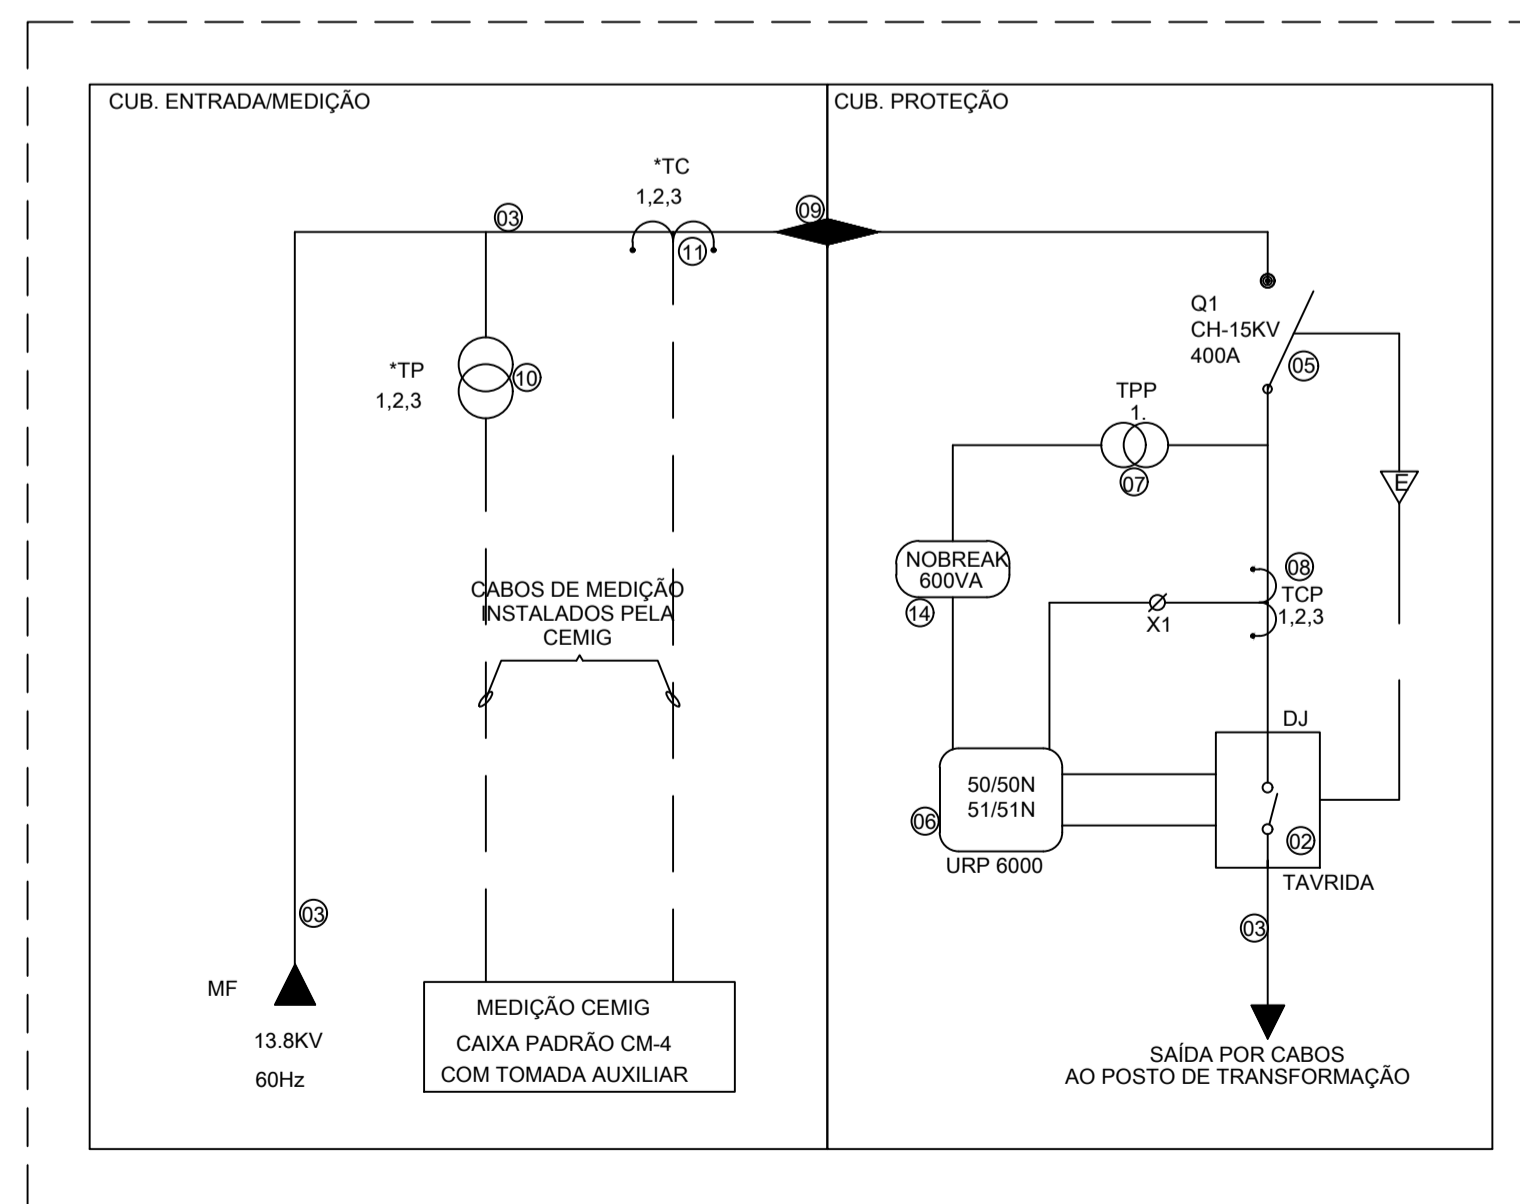 CUB. ENTRADA/MEDIÇÃO
CUB. PROTEÇÃO
*TC
1,2,3
03
09
11
Q1
CH-15KV
400A
05
*TP
1,2,3
10
TPP
1.
07
E
NOBREAK
600VA
14
08
TCP
1,2,3
X1
CABOS DE MEDIÇÃO
INSTALADOS PELA
CEMIG
DJ
50/50N
51/51N
06
URP 6000
02
TAVRIDA
03
03
MF
13.8KV
60Hz
MEDIÇÃO CEMIG
CAIXA PADRÃO CM-4
COM TOMADA AUXILIAR
SAÍDA POR CABOS
AO POSTO DE TRANSFORMAÇÃO